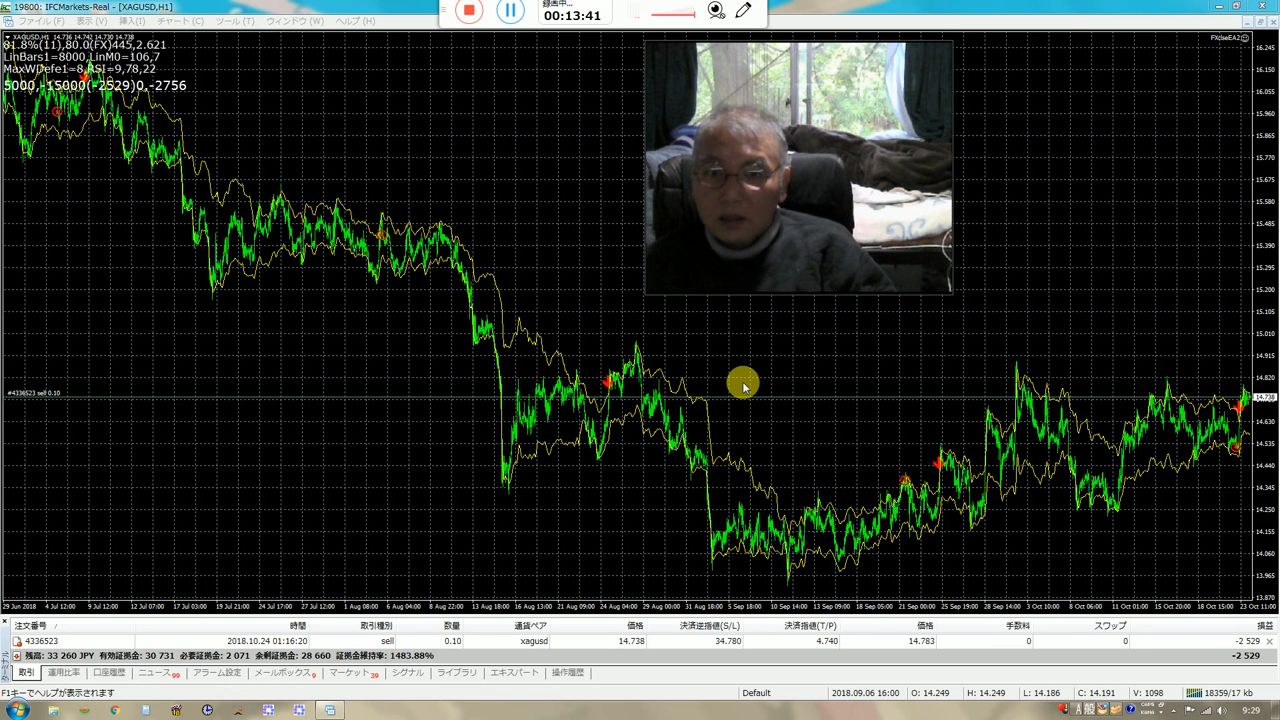 19800: IFCMarkets-Real - [XAGUSD,H1]
録画中...
00:13:41
ファイル (F) 表示 (V) 挿入(I) チャート (C) ツール (T) ウィンドウ (W) ヘルプ (H)
XAGUSD,H1 14.736 14.742 14.730 14.738
FXclseEA2
81.8%(11),80.0(FX)445,2.621
LinBars1=8000,LinM0=106,7
MaxWDefe1=8,RSI=9,78,22
5000,-15000(-2529)0,-2756
16.245
16.150
16.055
15.960
15.865
15.770
15.675
15.580
15.485
15.390
15.295
15.200
15.105
15.010
14.915
14.820
#4336523 sell 0.10
14.738
14.630
14.535
14.440
14.345
14.250
14.155
14.060
13.965
13.870
29 Jun 2018 4 Jul 12:00 9 Jul 12:00 12 Jul 07:00 17 Jul 03:00 19 Jul 21:00 24 Jul 17:00 27 Jul 12:00 1 Aug 08:00 6 Aug 04:00 8 Aug 22:00 13 Aug 18:00 16 Aug 13:00 21 Aug 09:00 24 Aug 04:00 29 Aug 00:00 31 Aug 18:00 5 Sep 18:00 10 Sep 14:00 13 Sep 09:00 18 Sep 05:00 21 Sep 00:00 25 Sep 19:00 28 Sep 14:00 3 Oct 10:00 8 Oct 06:00 11 Oct 01:00 15 Oct 20:00 18 Oct 15:00 23 Oct 11:00
注文番号 時間 取引種別 数量 通貨ペア 価格 決済逆指値(S/L) 決済指値(T/P) 価格 手数料 スワップ 損益
4336523 2018.10.24 01:16:20 sell 0.10 xagusd 14.738 34.780 4.740 14.783 0 0 -2 529
残高: 33 260 JPY 有効証拠金: 30 731 必要証拠金: 2 071 余剰証拠金: 28 660 証拠金維持率: 1483.88% -2 529
取引 運用比率 口座履歴 ニュース99 アラーム設定 メールボックス9 マーケット39 シグナル ライブラリ エキスパート 操作履歴
F1キーでヘルプが表示されます Default 2018.09.06 16:00 O: 14.249 H: 14.249 L: 14.186 C: 14.191 V: 1098 18359/17 kb
9:29